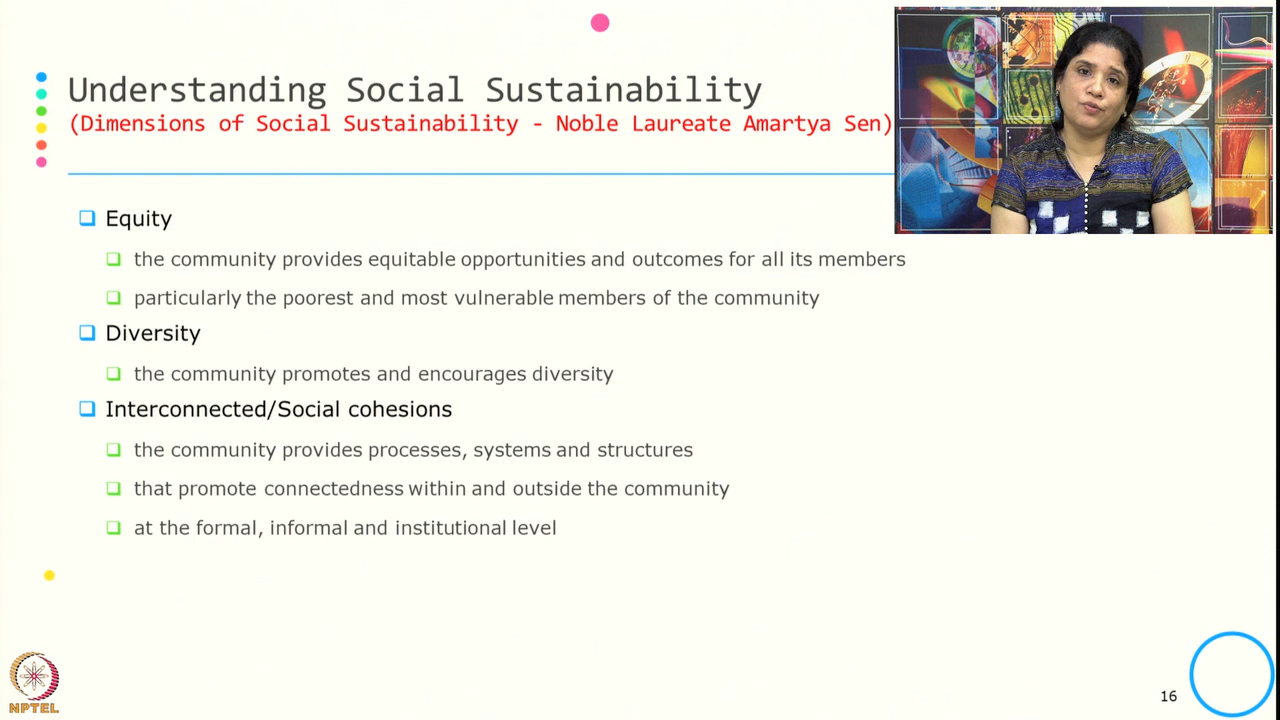 Understanding Social Sustainability
(Dimensions of Social Sustainability - Noble Laureate Amartya Sen)
Equity
the community provides equitable opportunities and outcomes for all its members
particularly the poorest and most vulnerable members of the community
Diversity
the community promotes and encourages diversity
Interconnected/Social cohesions
the community provides processes, systems and structures
that promote connectedness within and outside the community
at the formal, informal and institutional level
NPTEL
16